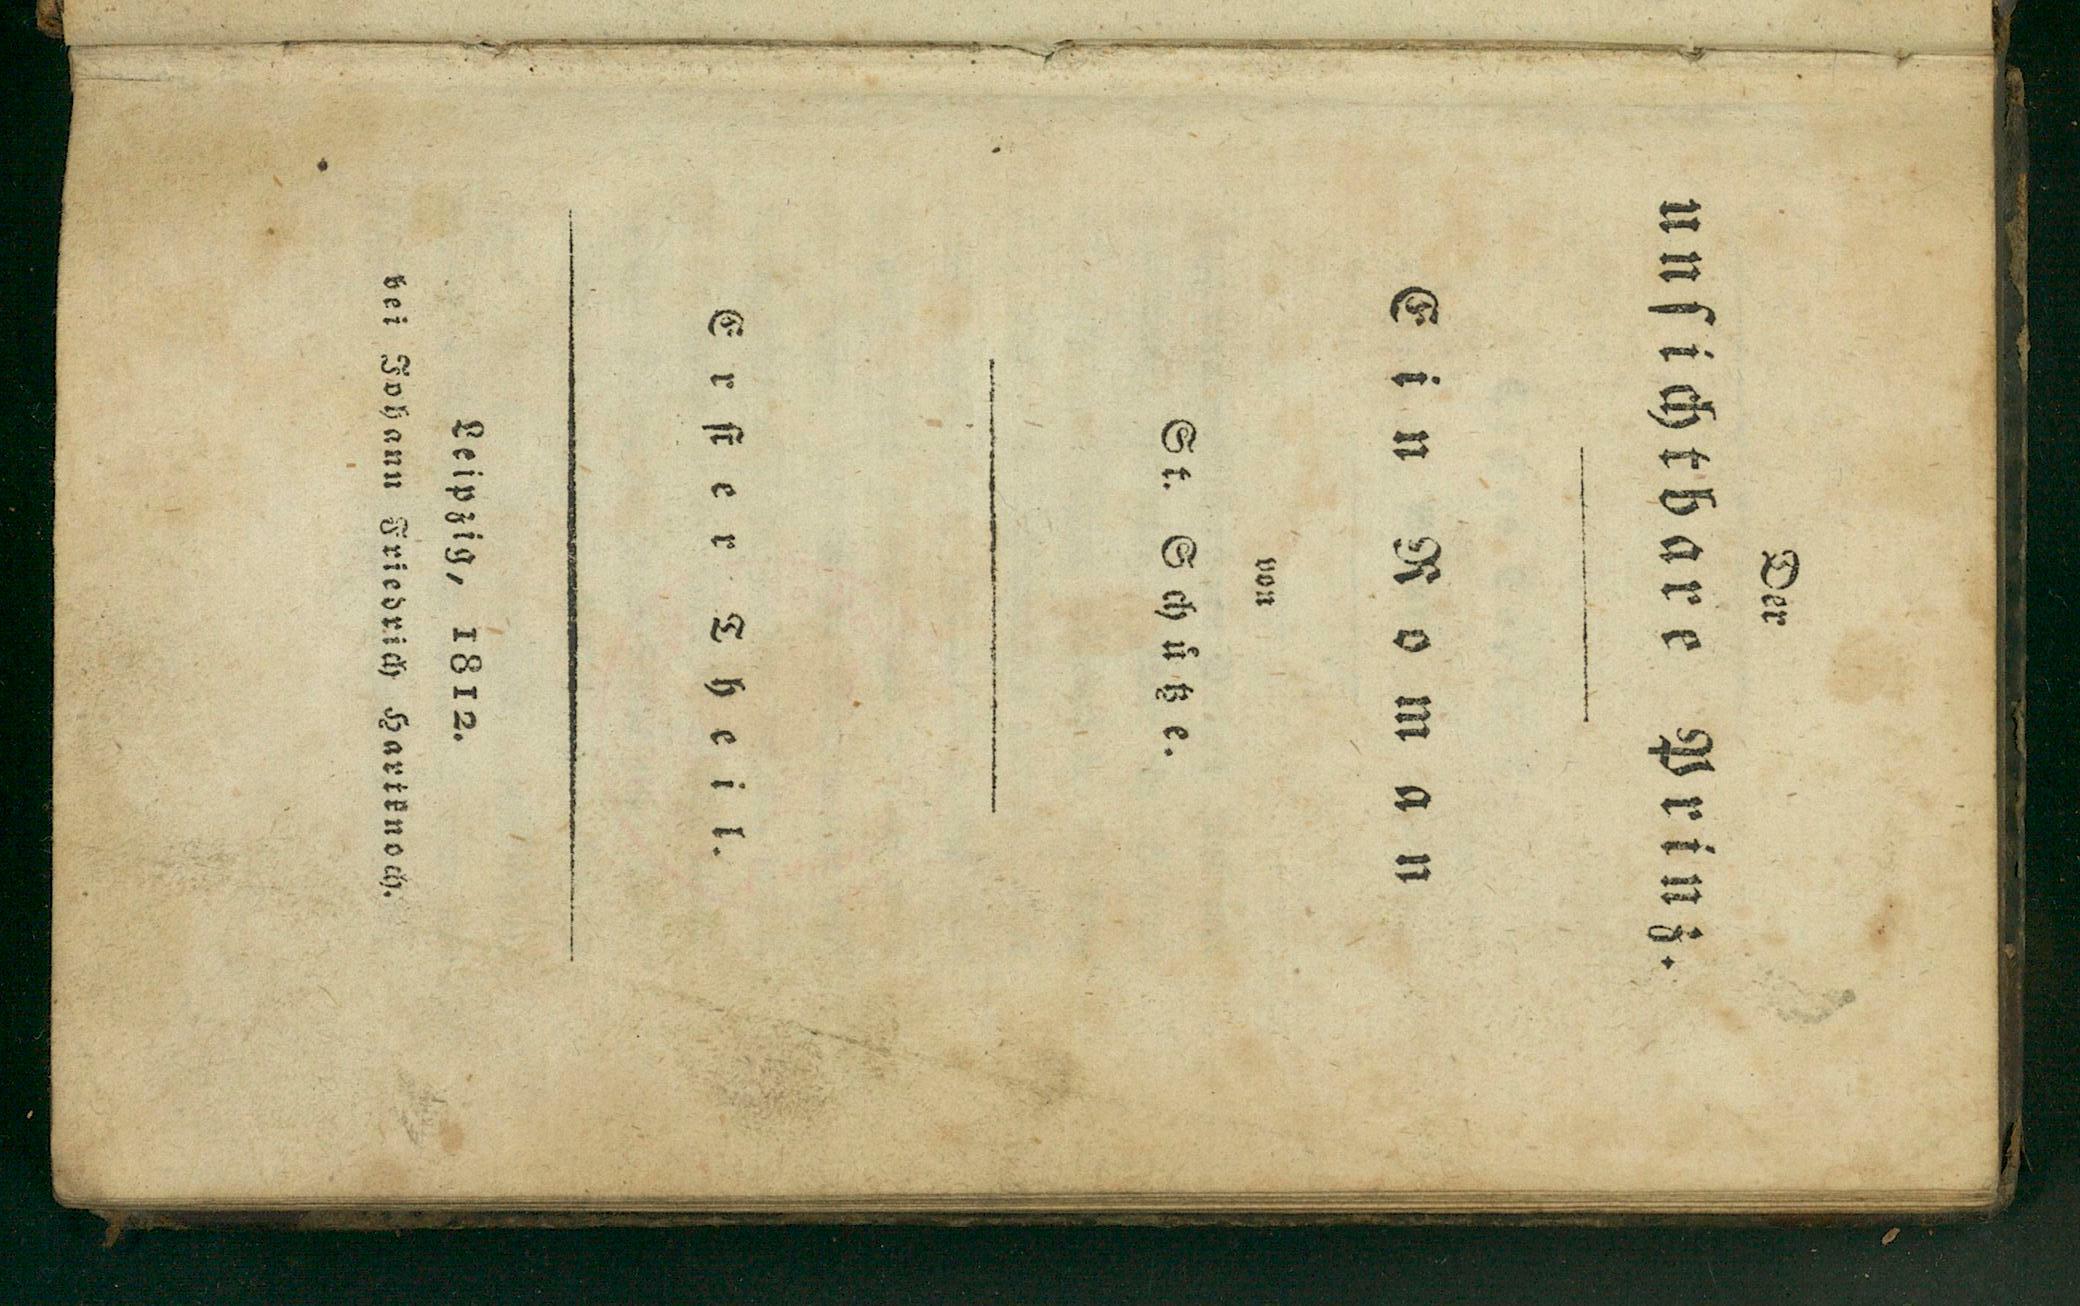 Der
unſichtbare Prinz.
Ein Roman
von
St. Schütze.
Erſter Theil.
Leipzig, 1812.
bei Johann Friedrich Hartknoch.